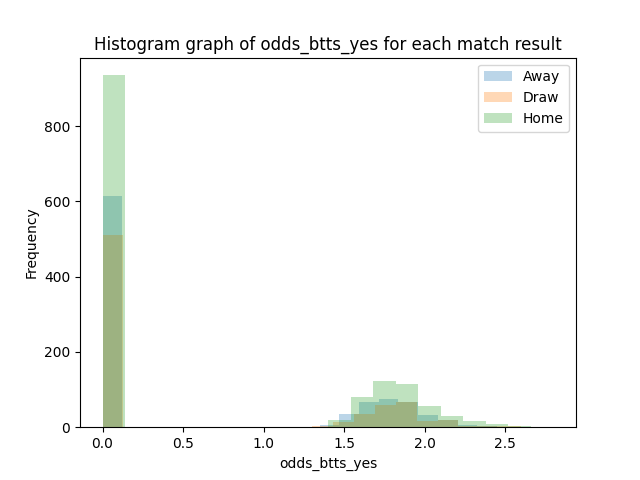 Histogram graph of odds_btts_yes for each match result
Away
Draw
Home
Frequency
800
600
400
200
0
0.0 0.5 1.0 1.5 2.0 2.5
odds_btts_yes